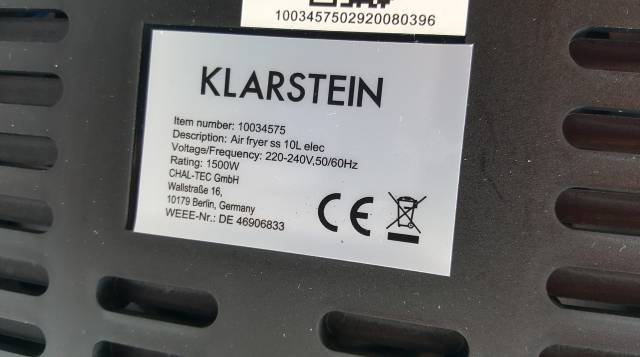 1003457502920080396
KLARSTEIN
Item number: 10034575
Description: Air fryer ss 10L elec
Voltage/Frequency: 220-240V,50/60Hz
Rating: 1500W
CHAL-TEC GmbH
Wallstraße 16,
10179 Berlin, Germany
WEEE-Nr.: DE 46906833
CE